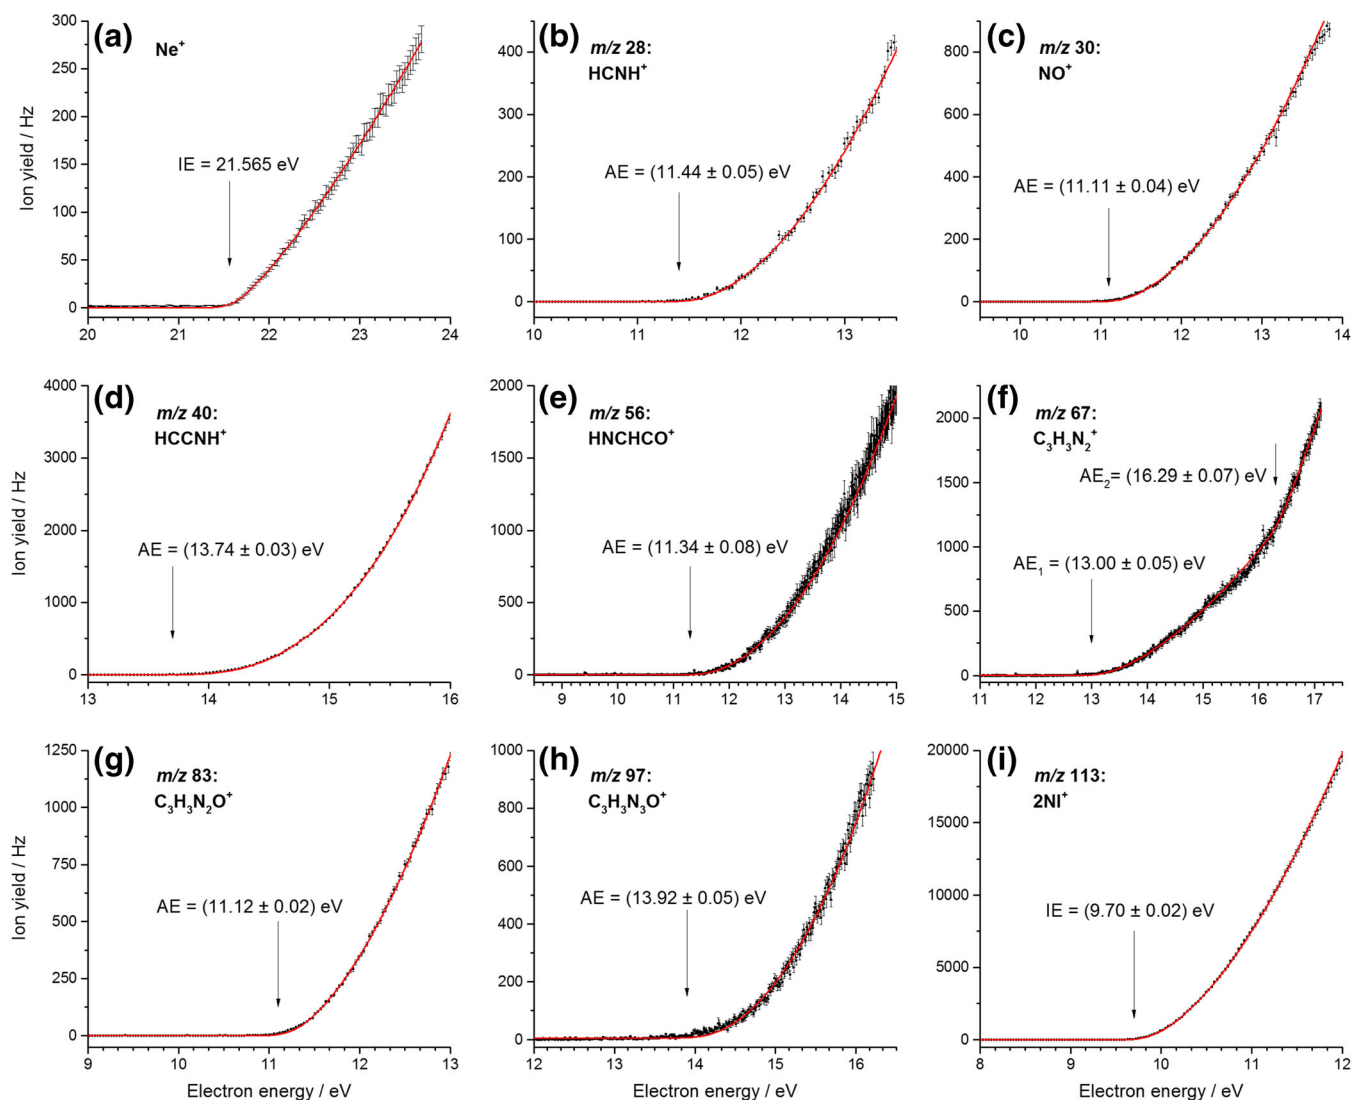 (a)
Ne+
IE = 21.565 eV
Ion yield / Hz
300
250
200
150
100
50
0
20 21 22 23 24
(b)
m/z 28:
HCNH+
AE = (11.44 ± 0.05) eV
400
300
200
100
0
10 11 12 13
(c)
m/z 30:
NO+
AE = (11.11 ± 0.04) eV
800
600
400
200
0
10 11 12 13 14
(d)
m/z 40:
HCCNH+
AE = (13.74 ± 0.03) eV
Ion yield / Hz
4000
3000
2000
1000
0
13 14 15 16
(e)
m/z 56:
HNCHCO+
AE = (11.34 ± 0.08) eV
2000
1500
1000
500
0
9 10 11 12 13 14 15
(f)
m/z 67:
C3H3N2+
AE2= (16.29 ± 0.07) eV
AE1 = (13.00 ± 0.05) eV
2000
1500
1000
500
0
11 12 13 14 15 16 17
(g)
m/z 83:
C3H3N2O+
AE = (11.12 ± 0.02) eV
Ion yield / Hz
1250
1000
750
500
250
0
9 10 11 12 13
Electron energy / eV
(h)
m/z 97:
C3H3N3O+
AE = (13.92 ± 0.05) eV
1000
800
600
400
200
0
12 13 14 15 16
Electron energy / eV
(i)
m/z 113:
2NI+
IE = (9.70 ± 0.02) eV
20000
15000
10000
5000
0
8 9 10 11 12
Electron energy / eV